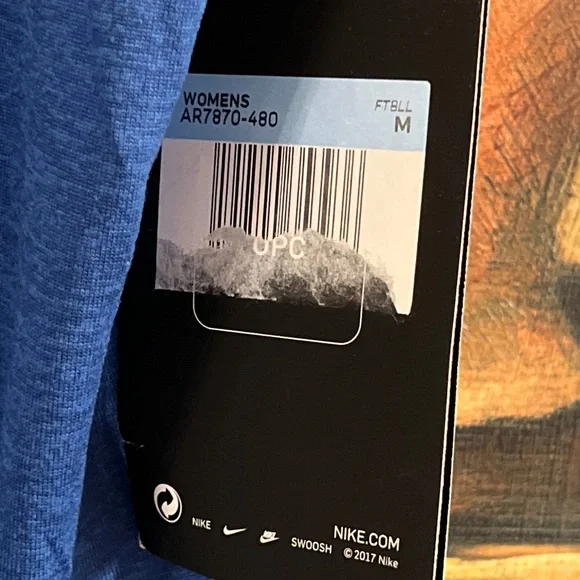 WOMENS FTBLL
AR7870-480 M
UPC
NIKE SWOOSH NIKE.COM
© 2017 Nike